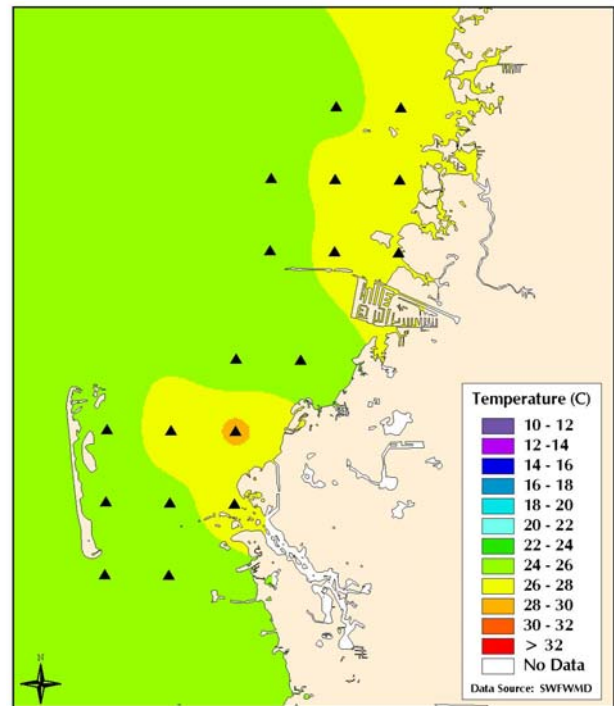 Temperature (C)
10 - 12
12 -14
14 - 16
16 - 18
18 - 20
20 - 22
22 - 24
24 - 26
26 - 28
28 - 30
30 - 32
> 32
No Data
Data Source: SWFWMD
N